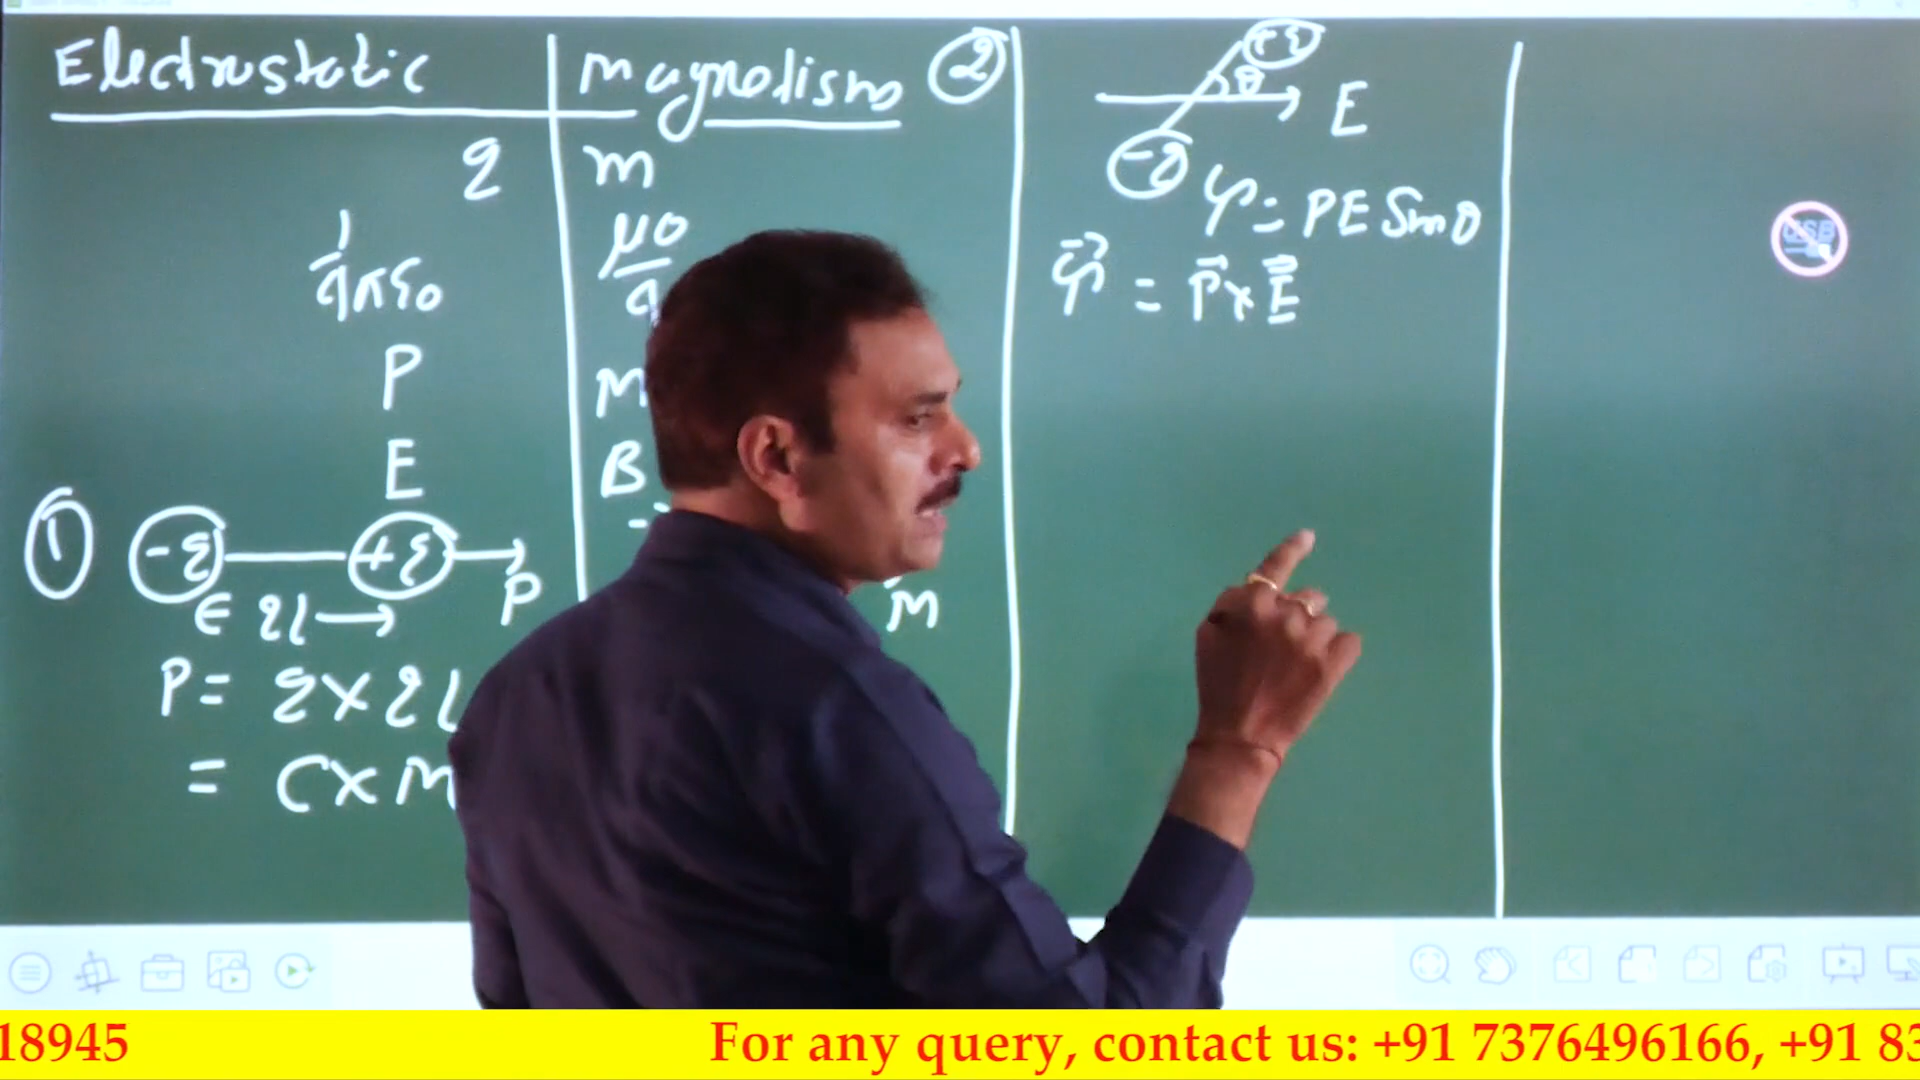 Electrostatic
magnetism
②
q
m
1/4πε0
μ0
P
M
E
B
①
-q
+q
P
2l
P = q×2l
= C×m
M
+q
θ
E
-q
τ = PE Sinθ
τ = P×E
18945
For any query, contact us: +91 7376496166, +91 83